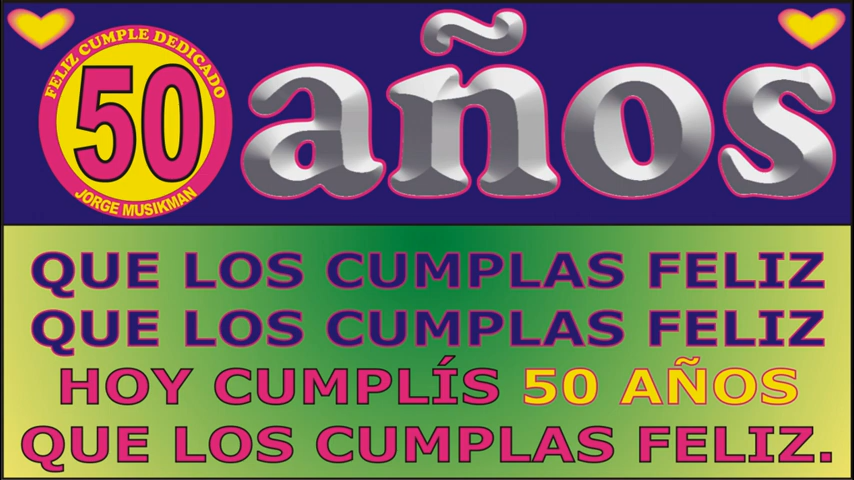 FELIZ CUMPLE DEDICADO
50
JORGE MUSIKMAN
años
QUE LOS CUMPLAS FELIZ
QUE LOS CUMPLAS FELIZ
HOY CUMPLÍS 50 AÑOS
QUE LOS CUMPLAS FELIZ.